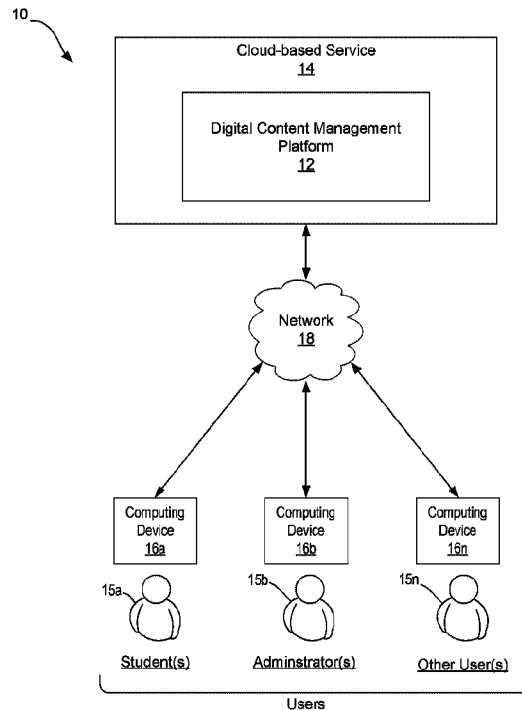 10
Cloud-based Service
14
Digital Content Management
Platform
12
Network
18
Computing
Device
16a
Computing
Device
16b
Computing
Device
16n
15a
15b
15n
Student(s)
Adminstrator(s)
Other User(s)
Users